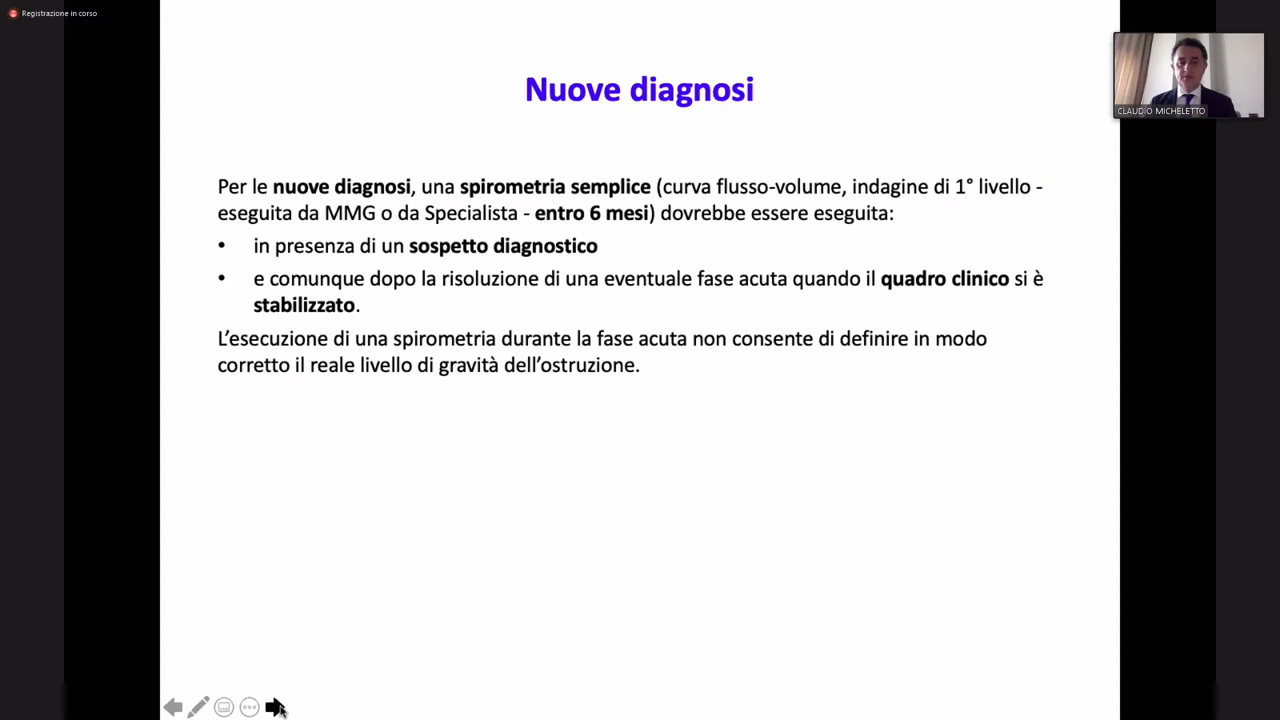 Registrazione in corso
Nuove diagnosi
CLAUDIO MICHELETTO
Per le nuove diagnosi, una spirometria semplice (curva flusso-volume, indagine di 1° livello -
eseguita da MMG o da Specialista - entro 6 mesi) dovrebbe essere eseguita:
• in presenza di un sospetto diagnostico
• e comunque dopo la risoluzione di una eventuale fase acuta quando il quadro clinico si è
stabilizzato.
L’esecuzione di una spirometria durante la fase acuta non consente di definire in modo
corretto il reale livello di gravità dell’ostruzione.